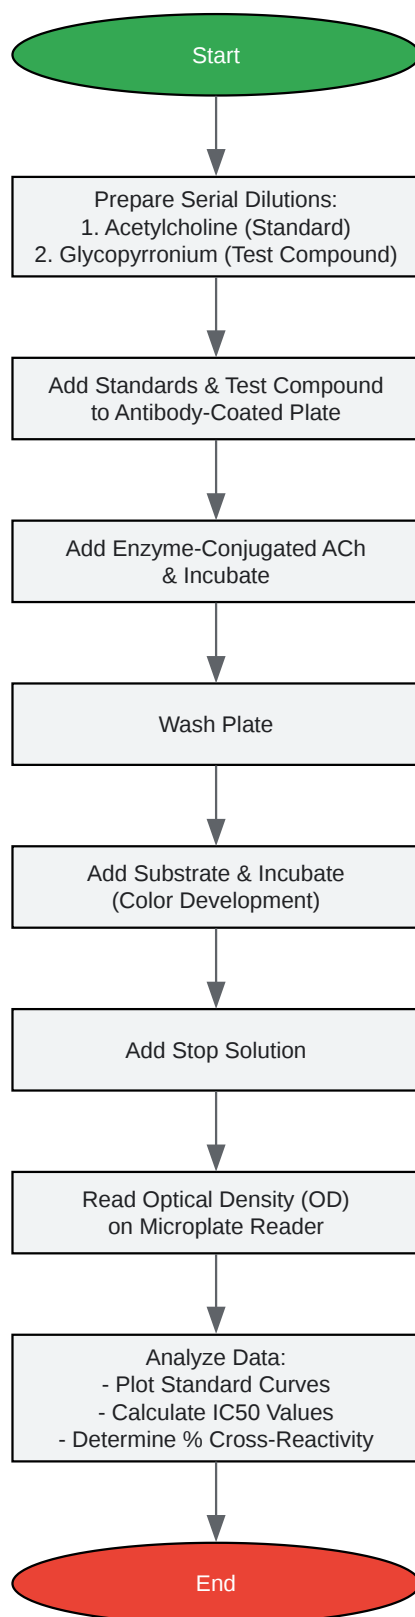 Start
Prepare Serial Dilutions:
1. Acetylcholine (Standard)
2. Glycopyrronium (Test Compound)
Add Standards & Test Compound
to Antibody-Coated Plate
Add Enzyme-Conjugated ACh
& Incubate
Wash Plate
Add Substrate & Incubate
(Color Development)
Add Stop Solution
Read Optical Density (OD)
on Microplate Reader
Analyze Data:
- Plot Standard Curves
- Calculate IC50 Values
- Determine % Cross-Reactivity
End